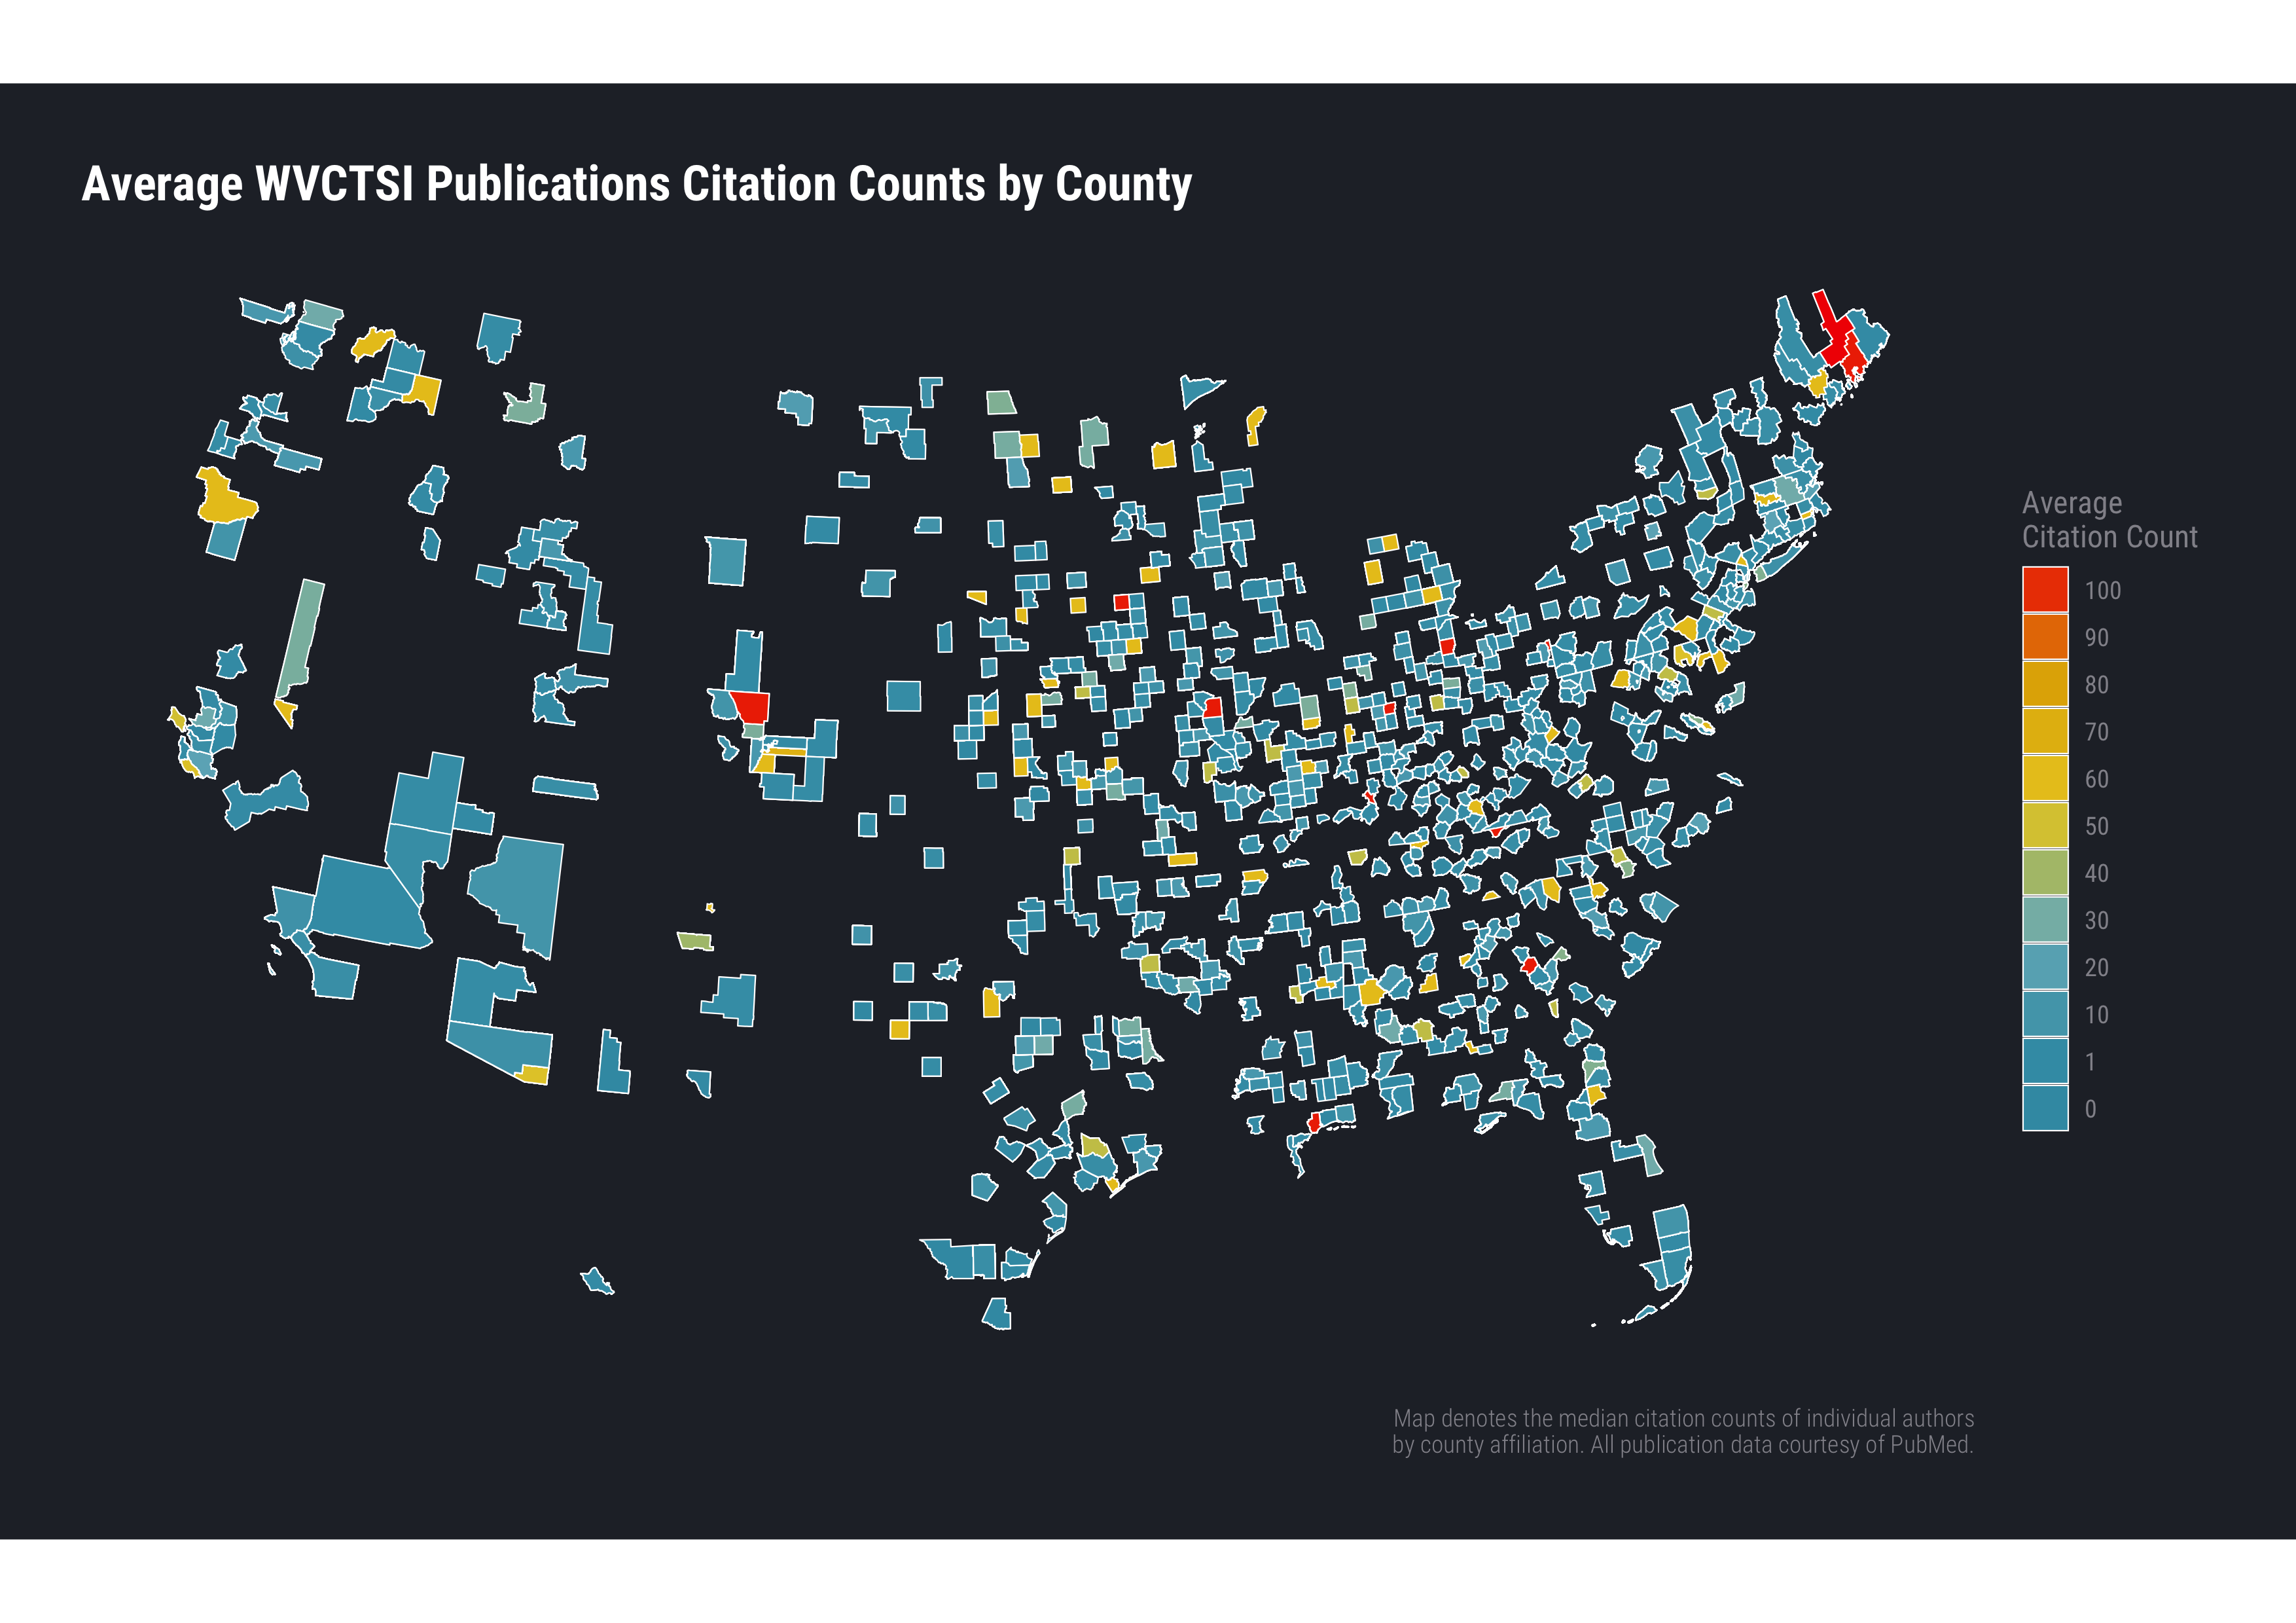 Average WVCTSI Publications Citation Counts by County
Average
Citation Count
100
90
80
70
60
50
40
30
20
10
1
0
Map denotes the median citation counts of individual authors
by county affiliation. All publication data courtesy of PubMed.